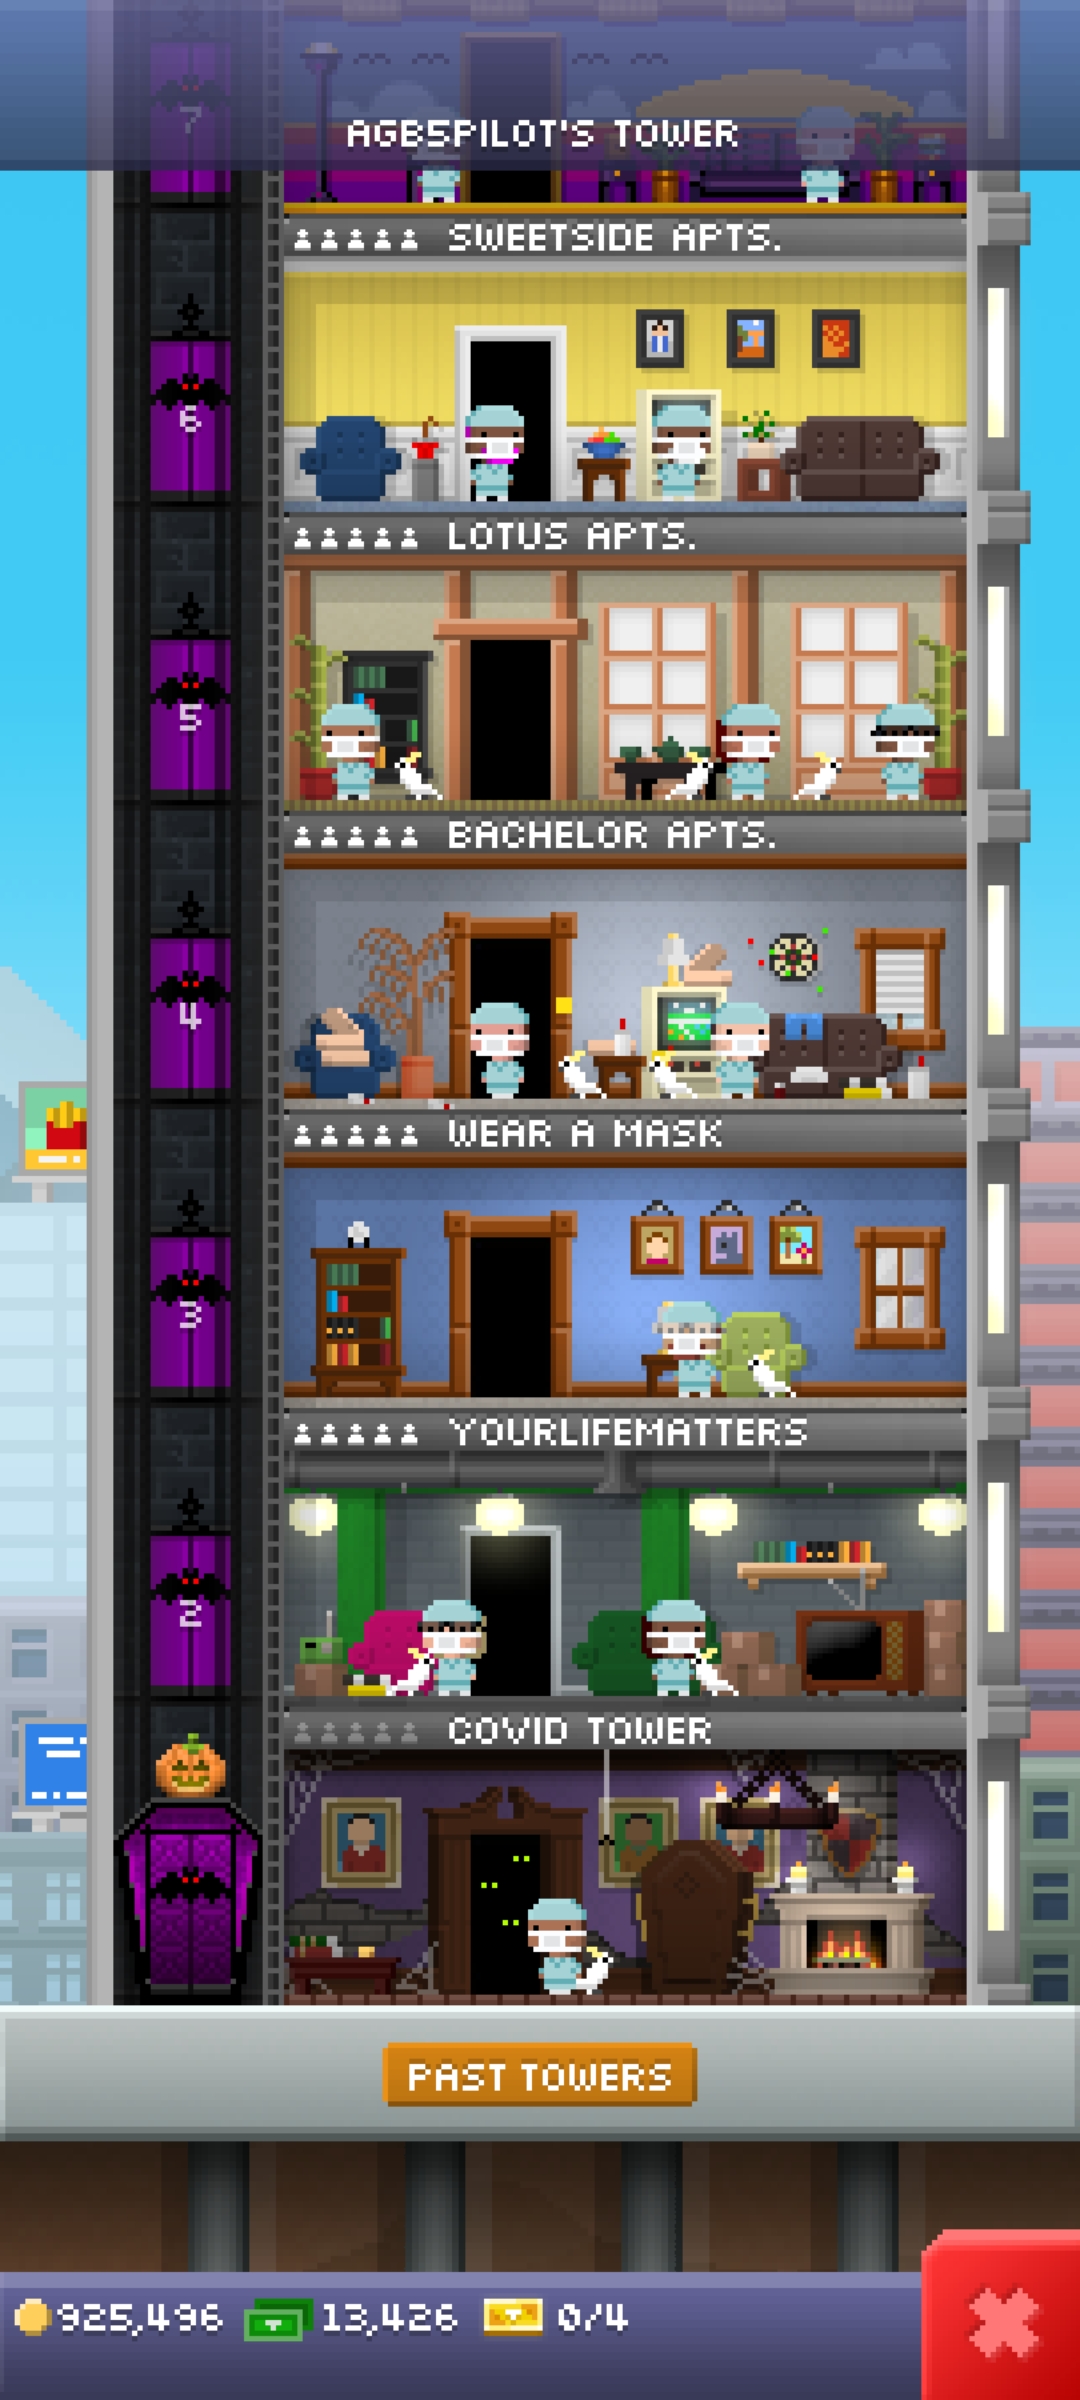 7
AGB5PILOT'S TOWER
SWEETSIDE APTS.
6
LOTUS APTS.
5
BACHELOR APTS.
4
WEAR A MASK
3
YOURLIFEMATTERS
2
COVID TOWER
PAST TOWERS
925,496 13,426 0/4